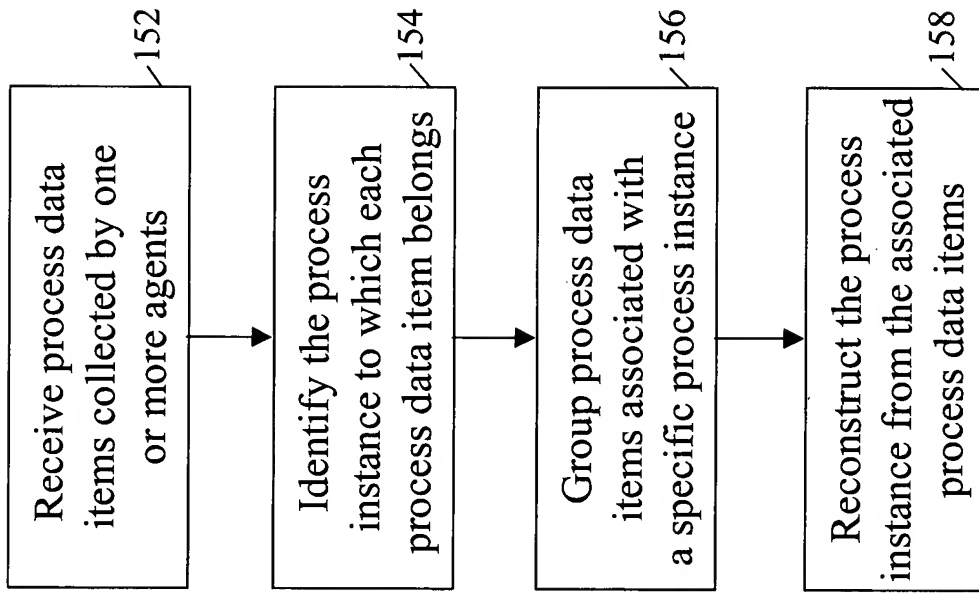 Receive process data
items collected by one
or more agents
152
Identify the process
instance to which each
process data item belongs
154
Group process data
items associated with
a specific process instance
156
Reconstruct the process
instance from the associated
process data items
158